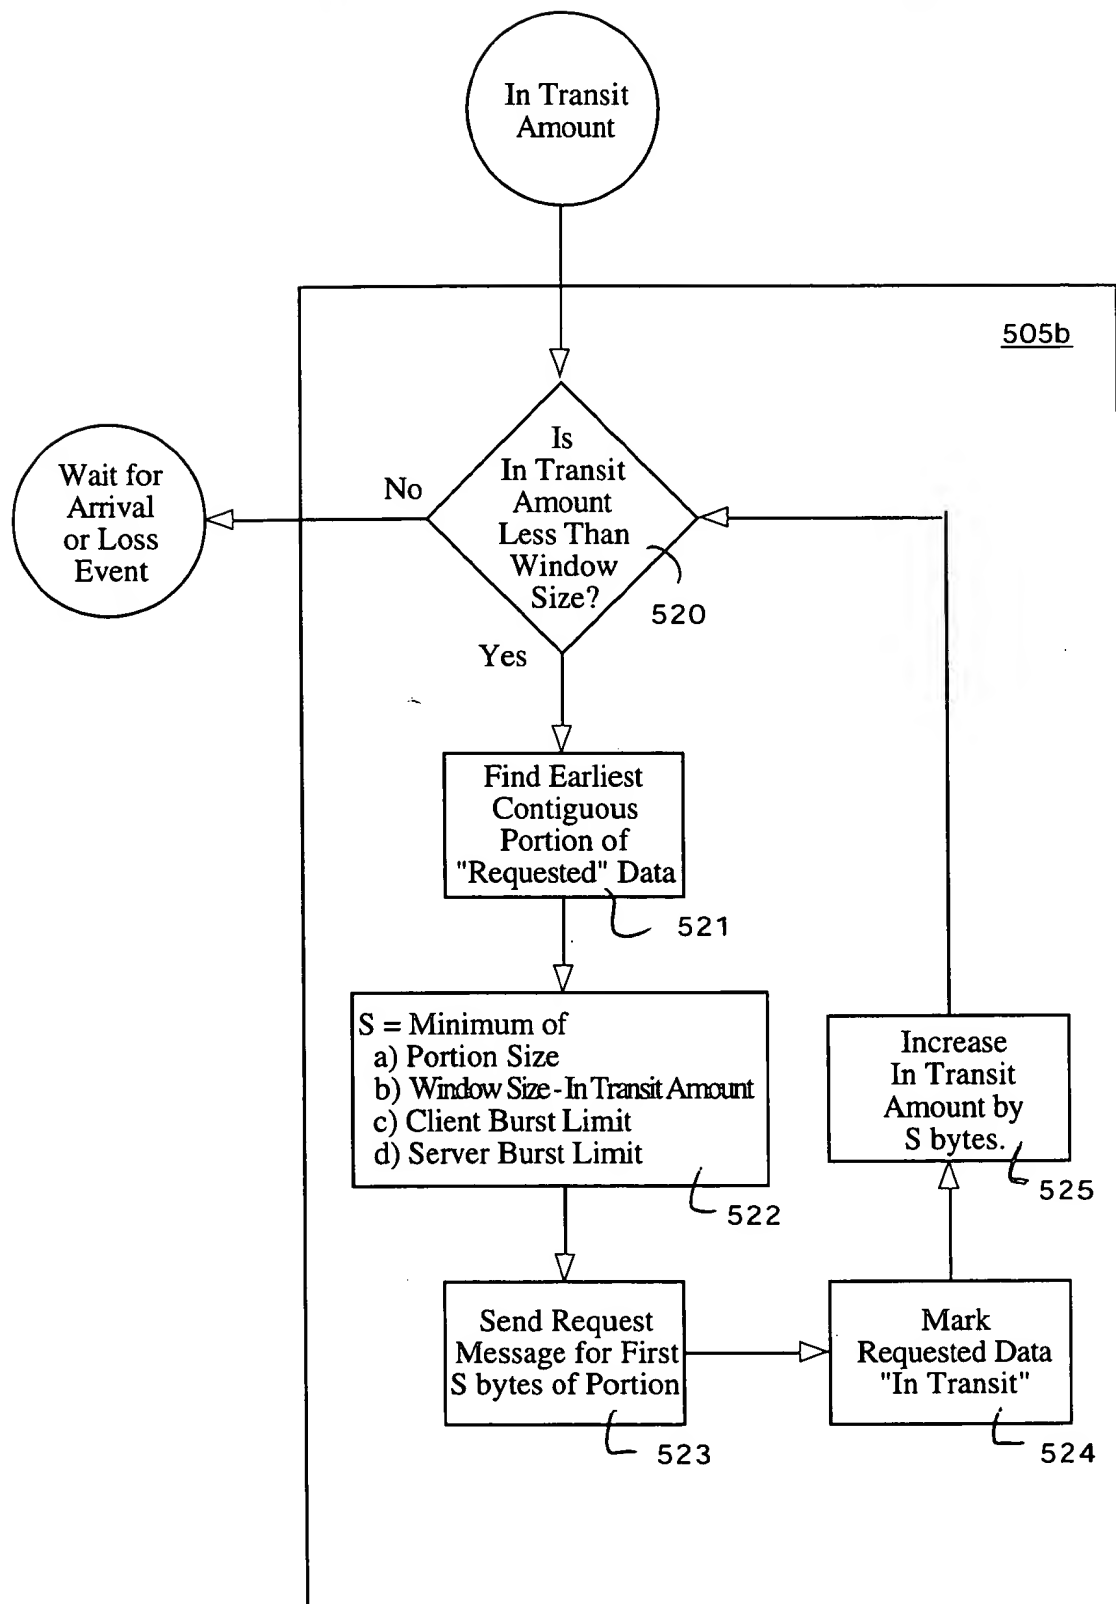 In Transit
Amount
505b
Is
In Transit
Amount
Less Than
Window
Size?
520
No
Wait for
Arrival
or Loss
Event
Yes
Find Earliest
Contiguous
Portion of
"Requested" Data
521
S = Minimum of
a) Portion Size
b) Window Size - In Transit Amount
c) Client Burst Limit
d) Server Burst Limit
522
Send Request
Message for First
S bytes of Portion
523
Mark
Requested Data
"In Transit"
524
Increase
In Transit
Amount by
S bytes.
525